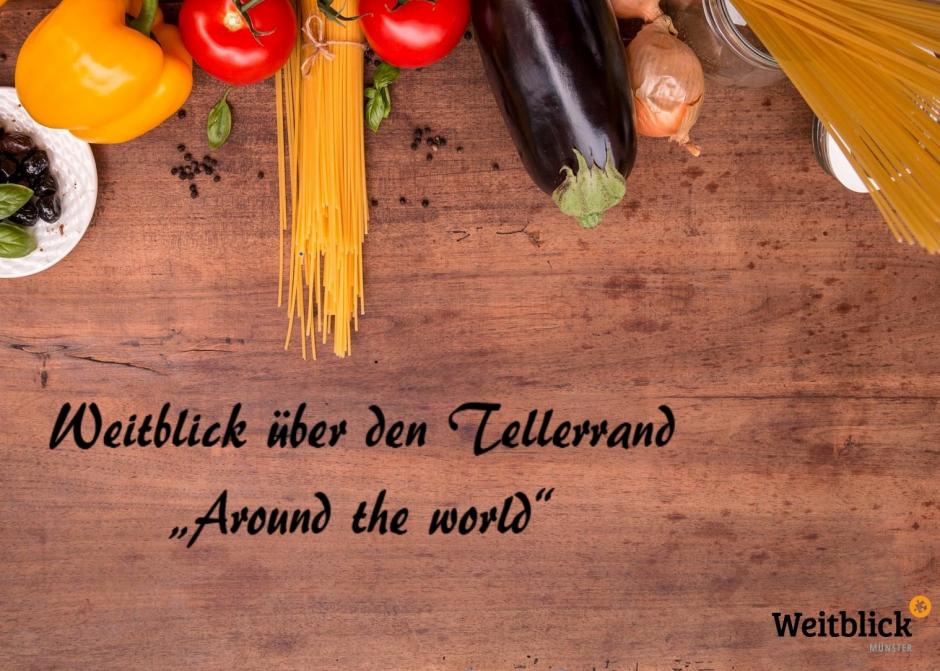 Weitblick über den Tellerrand
„Around the world“
Weitblick
MÜNSTER